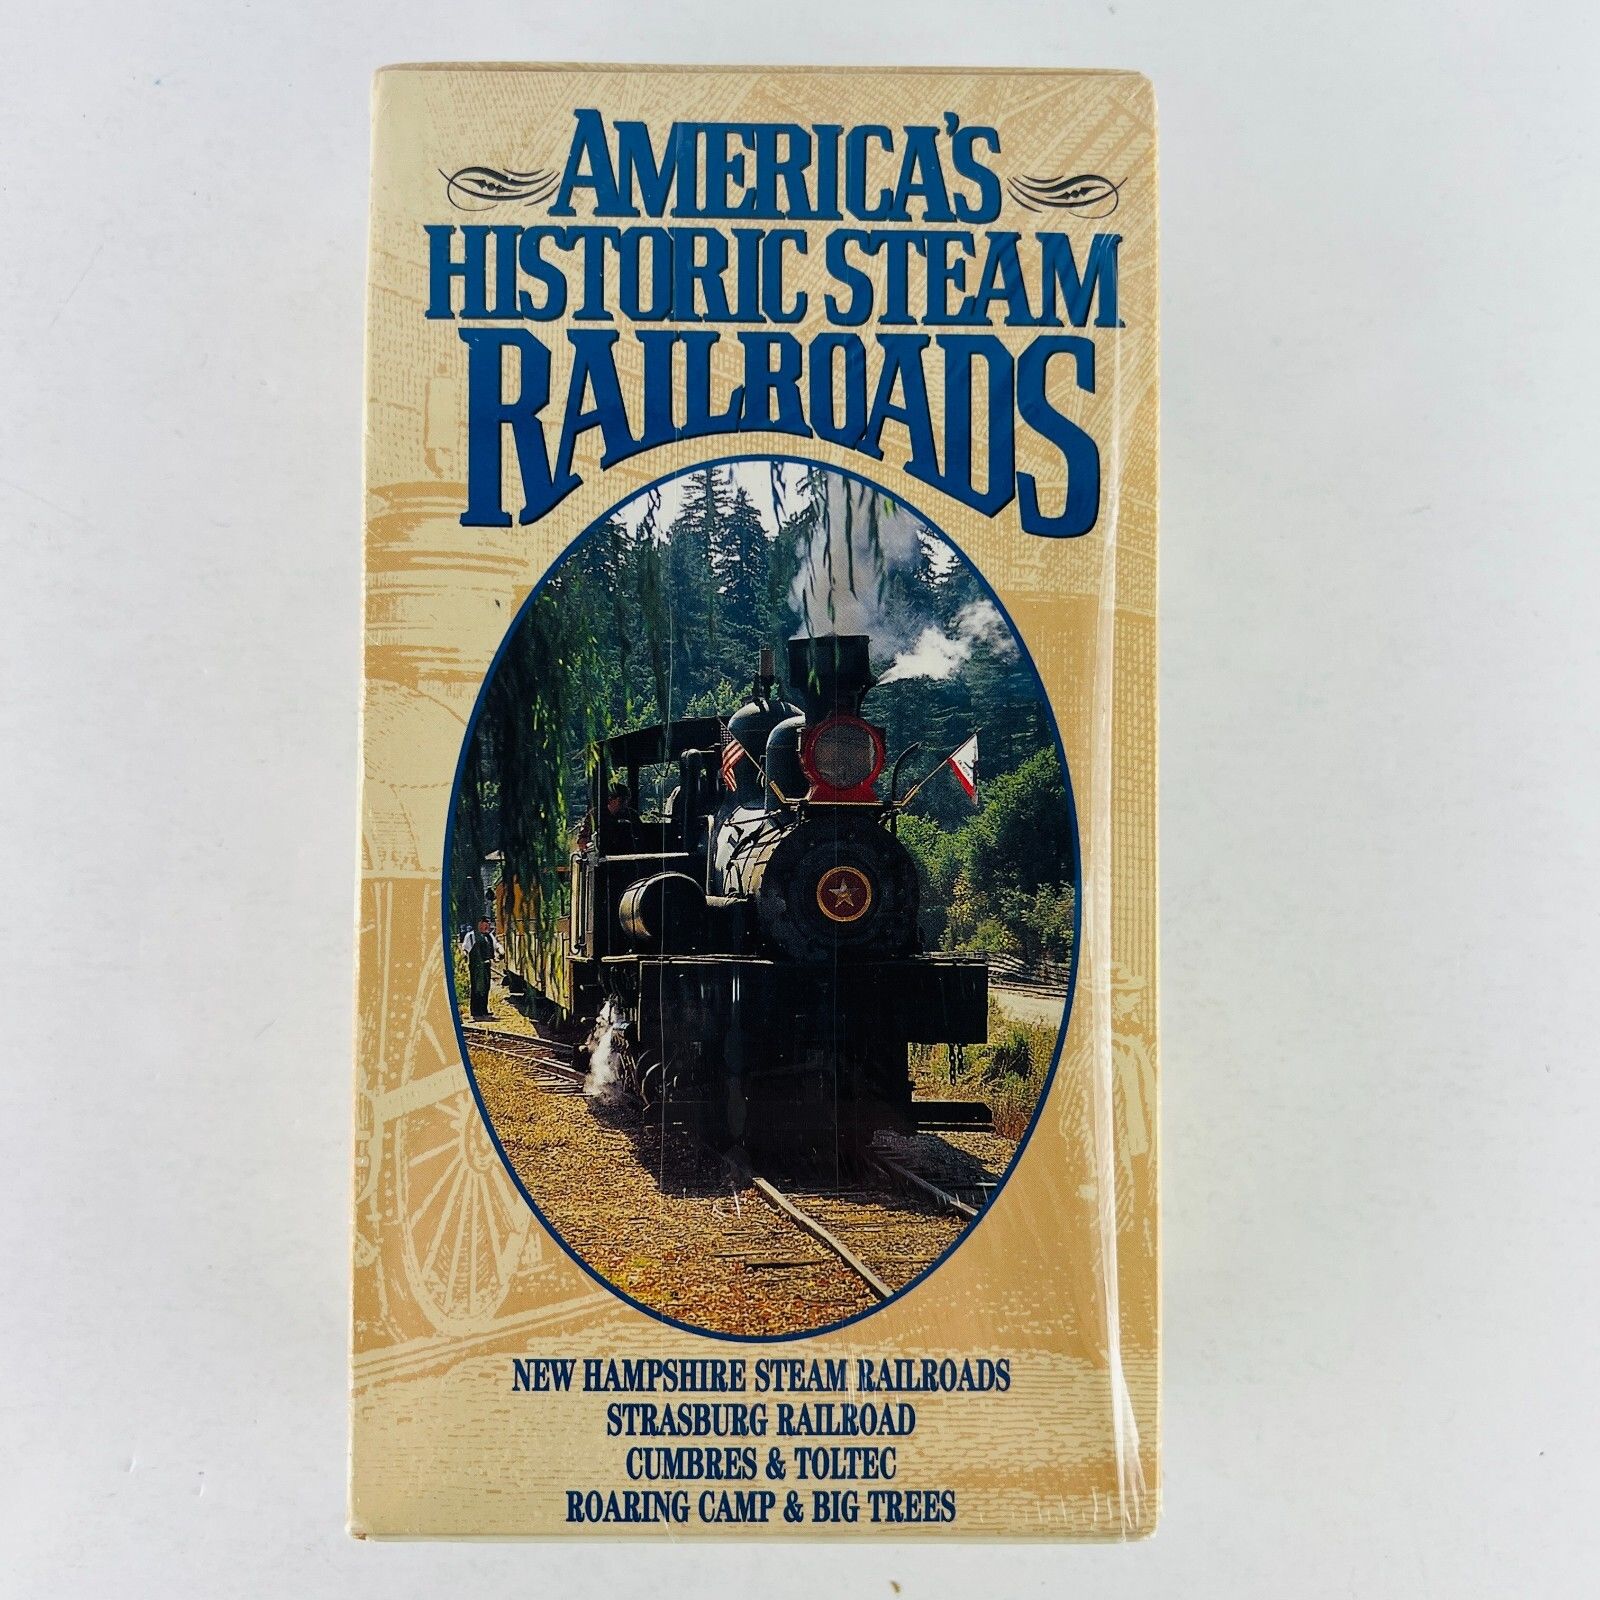 AMERICA'S
HISTORIC STEAM
RAILROADS
NEW HAMPSHIRE STEAM RAILROADS
STRASBURG RAILROAD
CUMBRES & TOLTEC
ROARING CAMP & BIG TREES